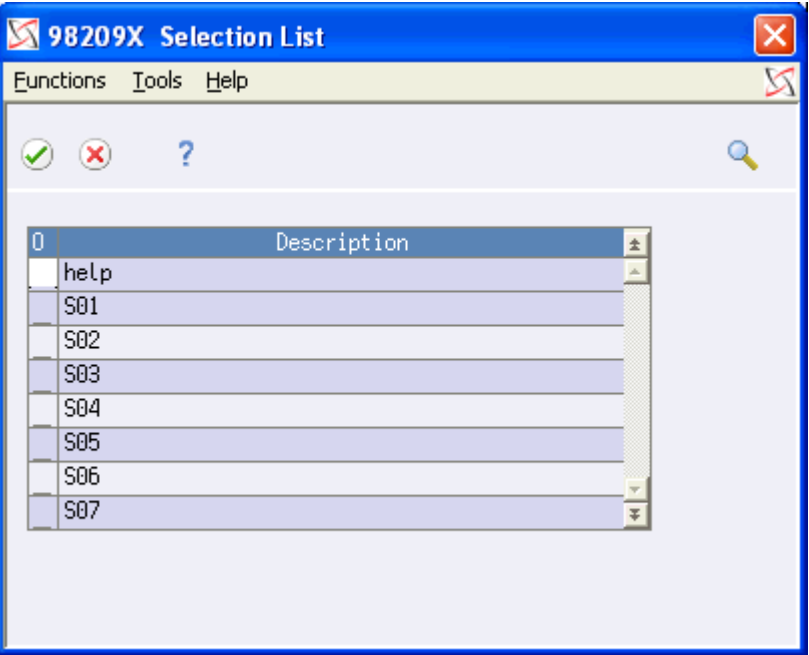 98209X Selection List
Functions Tools Help
?
O Description
help
S01
S02
S03
S04
S05
S06
S07